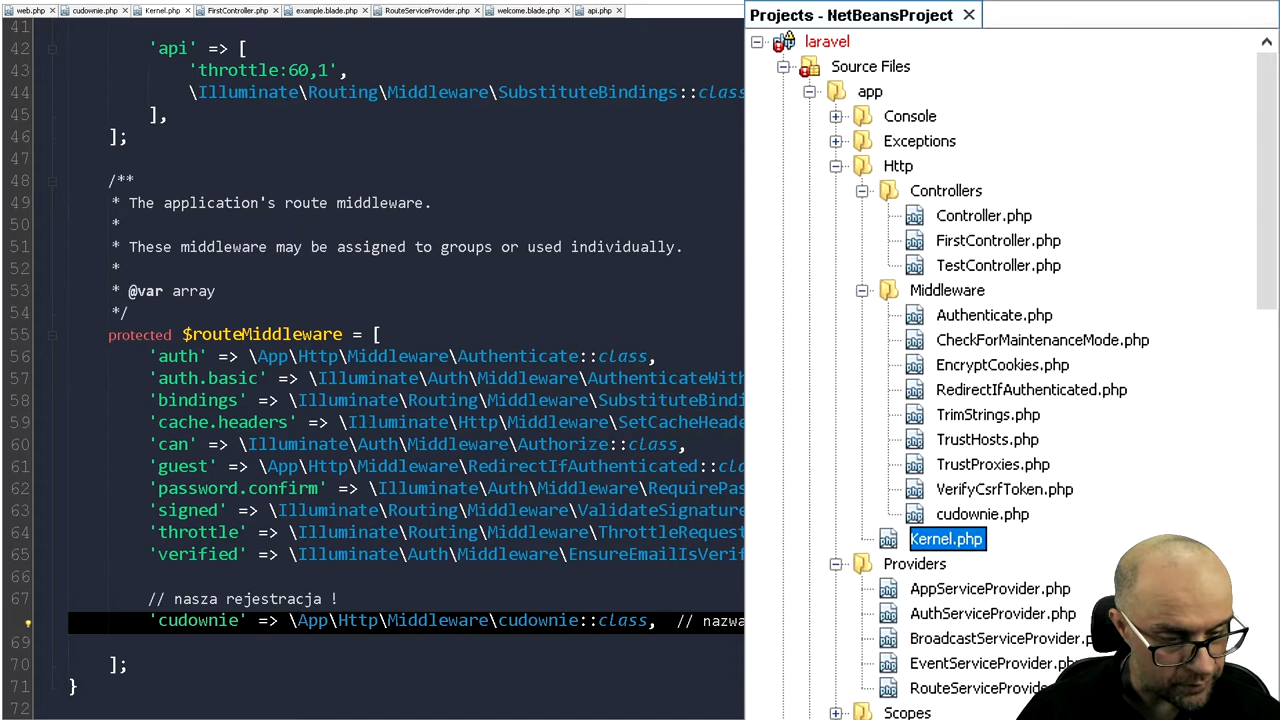 web.php
cudownie.php
Kernel.php
FirstController.php
example.blade.php
RouteServiceProvider.php
welcome.blade.php
api.php
41
42 'api' => [
43 'throttle:60,1',
44 \Illuminate\Routing\Middleware\SubstituteBindings::class
45 ],
46 ];
47
48 /**
49 * The application's route middleware.
50 *
51 * These middleware may be assigned to groups or used individually.
52 *
53 * @var array
54 */
55 protected $routeMiddleware = [
56 'auth' => \App\Http\Middleware\Authenticate::class,
57 'auth.basic' => \Illuminate\Auth\Middleware\AuthenticateWith
58 'bindings' => \Illuminate\Routing\Middleware\SubstituteBind
59 'cache.headers' => \Illuminate\Http\Middleware\SetCacheHeade
60 'can' => \Illuminate\Auth\Middleware\Authorize::class,
61 'guest' => \App\Http\Middleware\RedirectIfAuthenticated::cla
62 'password.confirm' => \Illuminate\Auth\Middleware\RequirePas
63 'signed' => \Illuminate\Routing\Middleware\ValidateSignature
64 'throttle' => \Illuminate\Routing\Middleware\ThrottleRequest
65 'verified' => \Illuminate\Auth\Middleware\EnsureEmailIsVerif
66
67 // nasza rejestracja !
'cudownie' => \App\Http\Middleware\cudownie::class, // nazwa
69
70 ];
71 }
72
Projects - NetBeansProject
laravel
Source Files
app
Console
Exceptions
Http
Controllers
Controller.php
FirstController.php
TestController.php
Middleware
Authenticate.php
CheckForMaintenanceMode.php
EncryptCookies.php
RedirectIfAuthenticated.php
TrimStrings.php
TrustHosts.php
TrustProxies.php
VerifyCsrfToken.php
cudownie.php
Kernel.php
Providers
AppServiceProvider.php
AuthServiceProvider.php
BroadcastServiceProvider.
EventServiceProvider.ph
RouteServiceProvid
Scopes